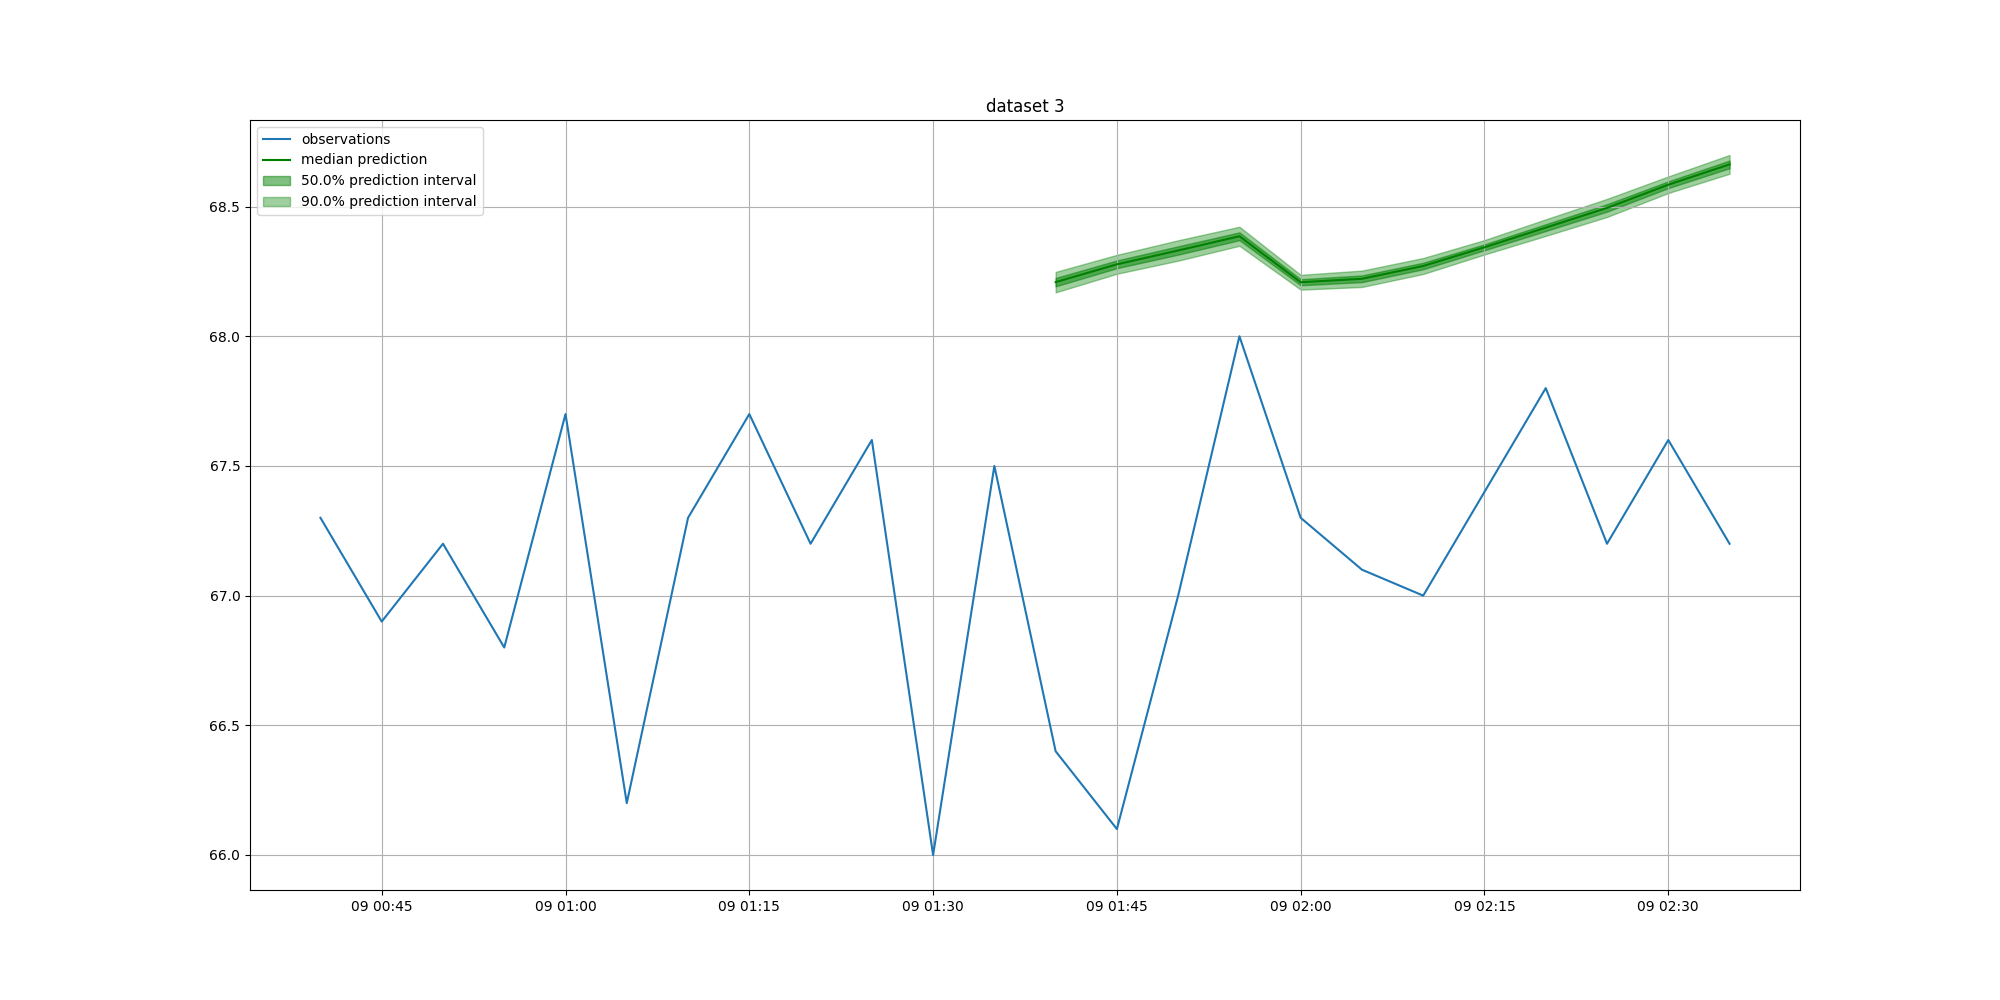 dataset 3
observations
median prediction
50.0% prediction interval
90.0% prediction interval
68.5
68.0
67.5
67.0
66.5
66.0
09 00:45 09 01:00 09 01:15 09 01:30 09 01:45 09 02:00 09 02:15 09 02:30